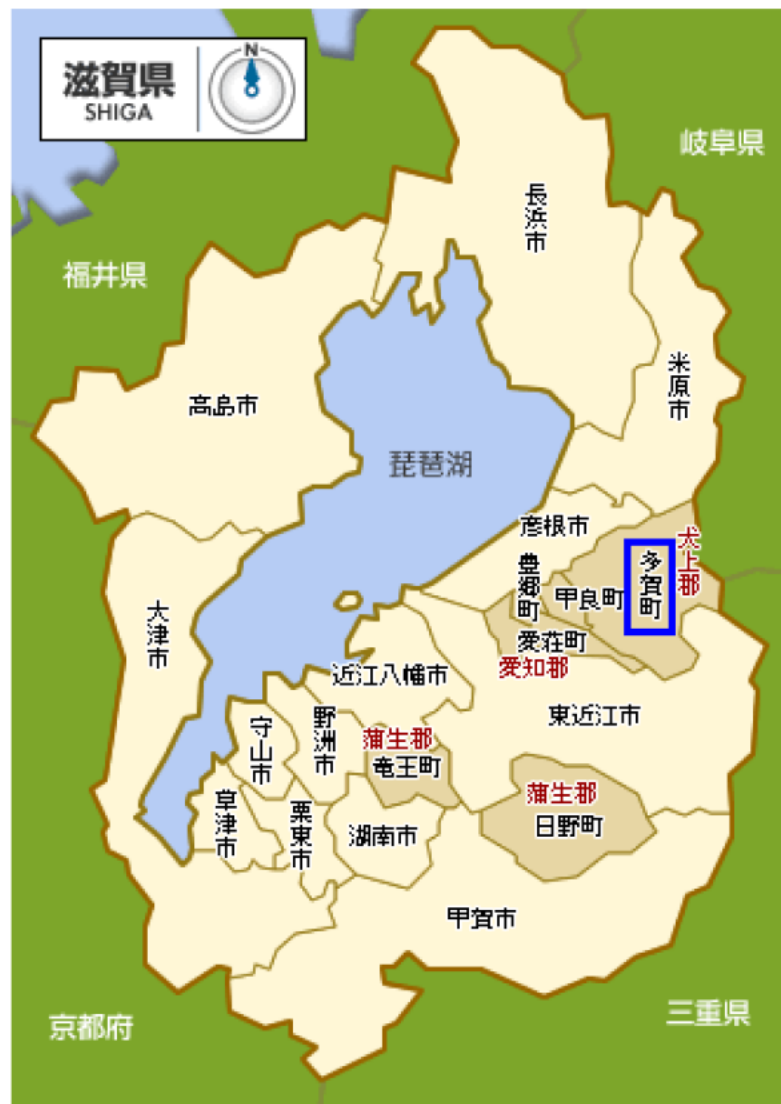 滋賀県
SHIGA
N
岐阜県
長浜市
福井県
米原市
高島市
琵琶湖
彦根市
犬上郡
多賀町
豊郷町
甲良町
大津市
愛荘町
愛知郡
近江八幡市
東近江市
守山市
野洲市
蒲生郡
竜王町
蒲生郡
日野町
草津市
栗東市
湖南市
甲賀市
京都府
三重県